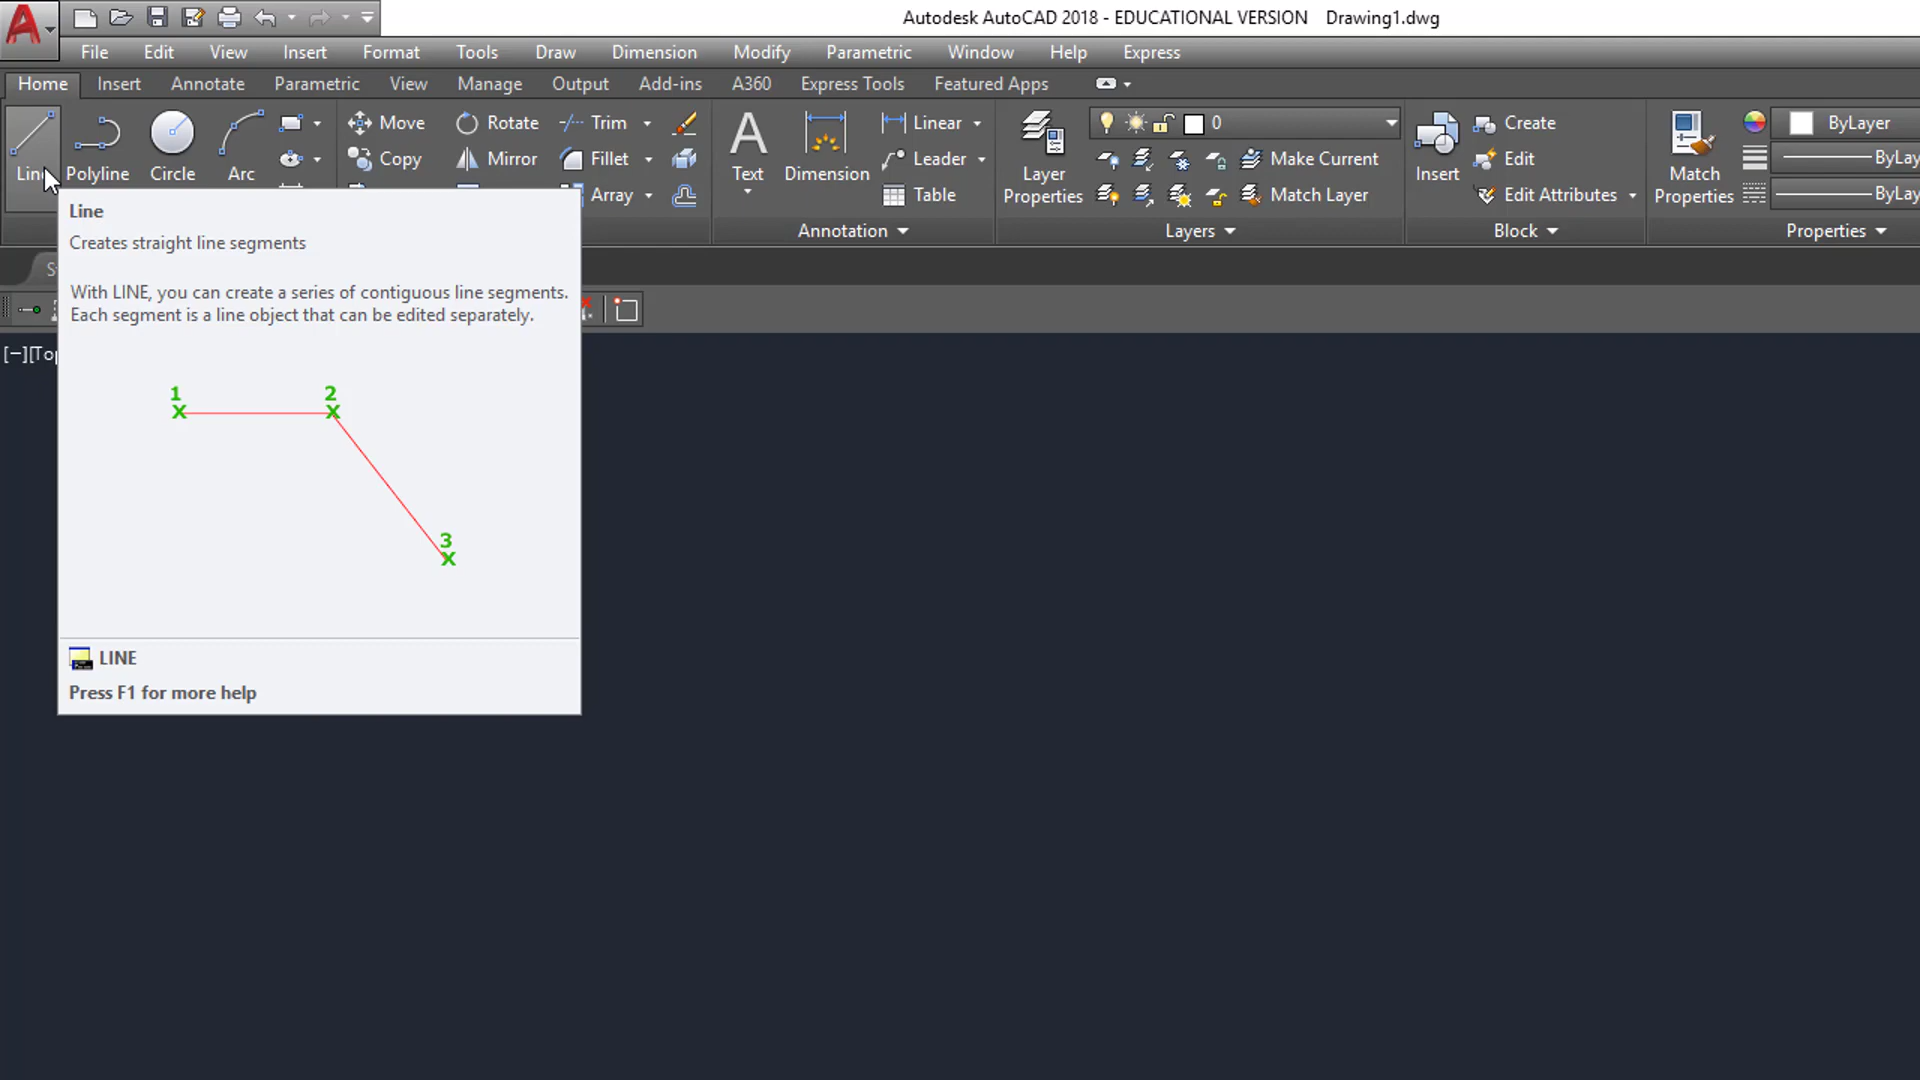 Autodesk AutoCAD 2018 - EDUCATIONAL VERSION Drawing1.dwg
File Edit View Insert Format Tools Draw Dimension Modify Parametric Window Help Express
Home Insert Annotate Parametric View Manage Output Add-ins A360 Express Tools Featured Apps
Move Rotate Trim Linear 0 Create ByLayer
Copy Mirror Fillet Leader Make Current Edit ByLay
Polyline Circle Arc Text Dimension Layer Properties Insert Match Properties
Array Table Match Layer Edit Attributes ByLay
Annotation Layers Block Properties
Line
Creates straight line segments
With LINE, you can create a series of contiguous line segments.
Each segment is a line object that can be edited separately.
[−][Top
1 2
X X
3
X
LINE
Press F1 for more help